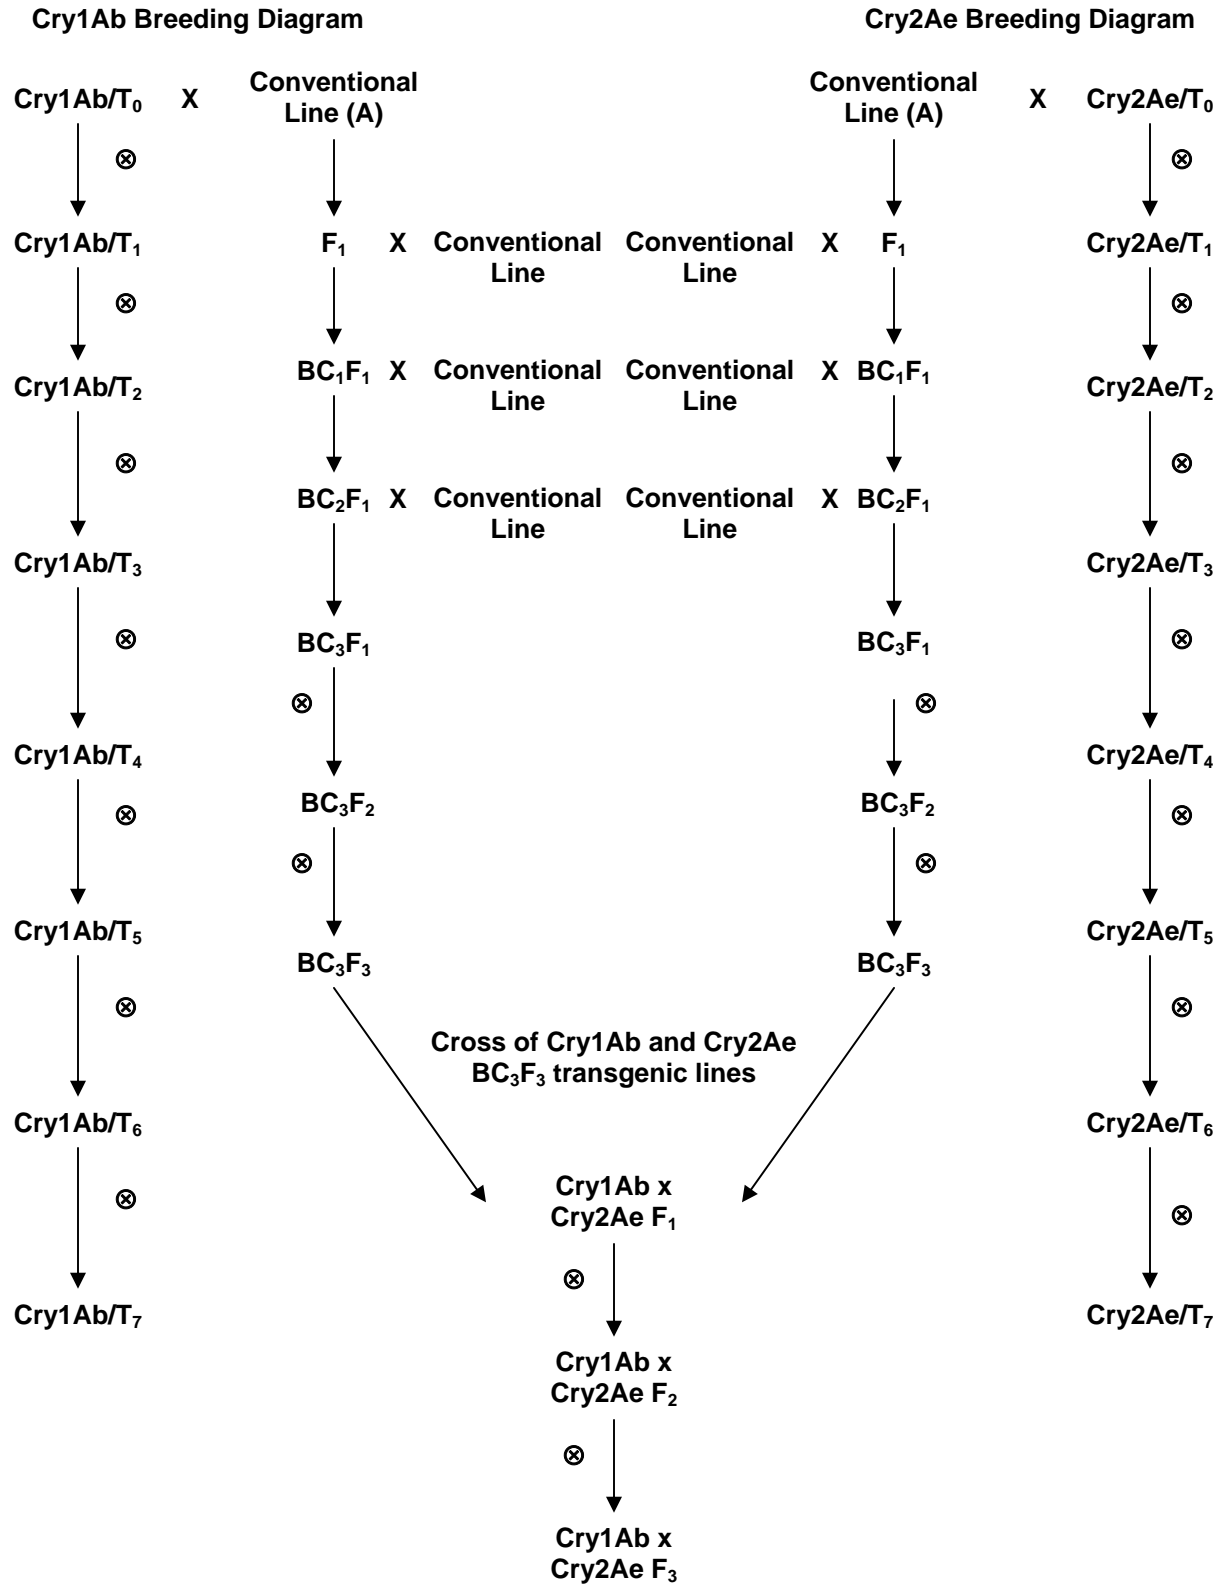 Cry1Ab Breeding Diagram
Cry2Ae Breeding Diagram
Cry1Ab/T₀ X Conventional
Line (A)
Conventional
Line (A) X Cry2Ae/T₀
⊗ ⊗
Cry1Ab/T₁ F₁ X Conventional
Line
Conventional
Line X F₁ Cry2Ae/T₁
⊗ ⊗
Cry1Ab/T₂ BC₁F₁ X Conventional
Line
Conventional
Line X BC₁F₁ Cry2Ae/T₂
⊗ ⊗
BC₂F₁ X Conventional
Line
Conventional
Line X BC₂F₁
Cry1Ab/T₃ Cry2Ae/T₃
⊗ BC₃F₁ BC₃F₁ ⊗
⊗ ⊗
Cry1Ab/T₄ Cry2Ae/T₄
⊗ BC₃F₂ BC₃F₂ ⊗
⊗ ⊗
Cry1Ab/T₅ Cry2Ae/T₅
BC₃F₃ BC₃F₃
⊗ ⊗
Cross of Cry1Ab and Cry2Ae
BC₃F₃ transgenic lines
Cry1Ab/T₆ Cry2Ae/T₆
⊗ ⊗
Cry1Ab x
Cry2Ae F₁
⊗
Cry1Ab/T₇ Cry2Ae/T₇
Cry1Ab x
Cry2Ae F₂
⊗
Cry1Ab x
Cry2Ae F₃